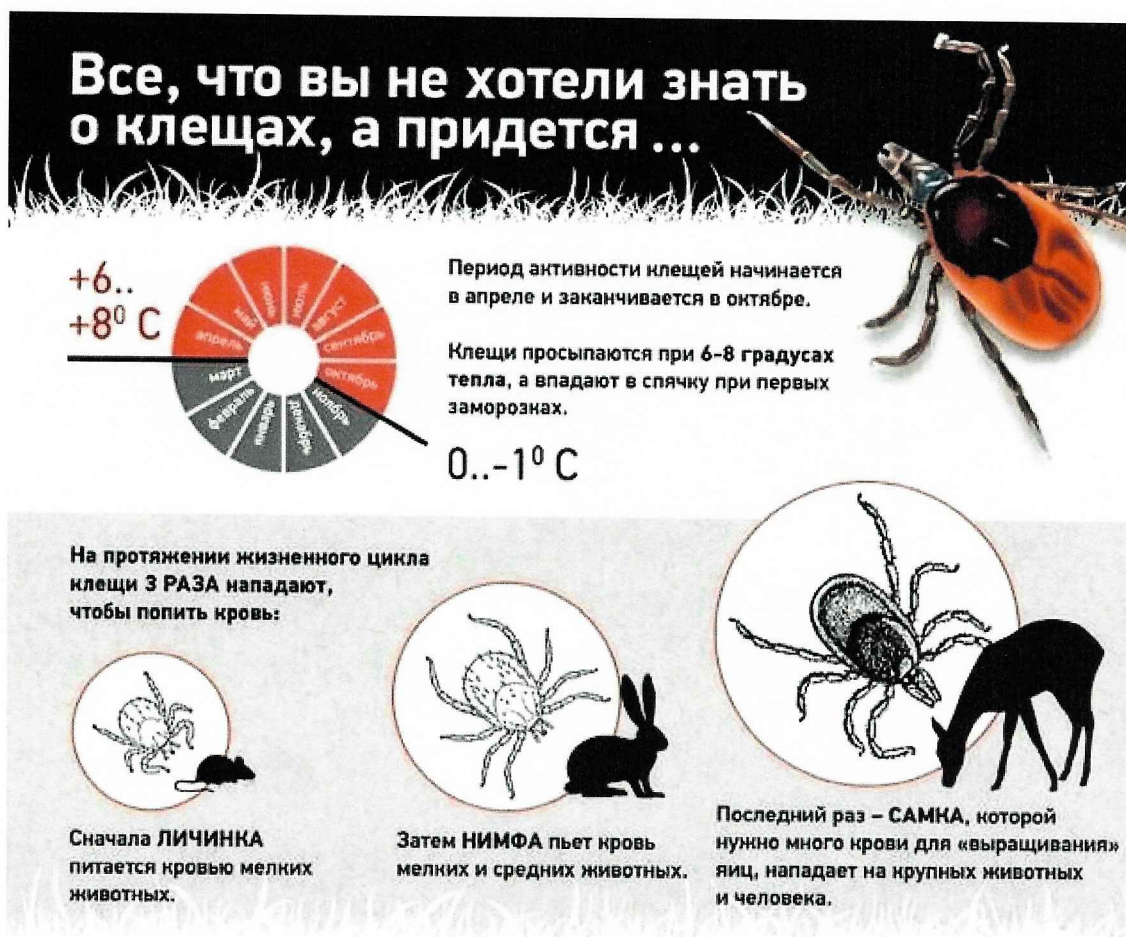 Все, что вы не хотели знать
о клещах, а придется ...
+6..
+8⁰ C
Период активности клещей начинается
в апреле и заканчивается в октябре.
Клещи просыпаются при 6-8 градусах
тепла, а впадают в спячку при первых
заморозках.
0..-1⁰ C
март
апрель
май
июнь
июль
август
сентябрь
октябрь
ноябрь
декабрь
январь
февраль
На протяжении жизненного цикла
клещи 3 РАЗА нападают,
чтобы попить кровь:
Сначала ЛИЧИНКА
питается кровью мелких
животных.
Затем НИМФА пьет кровь
мелких и средних животных.
Последний раз – САМКА, которой
нужно много крови для «выращивания»
яиц, нападает на крупных животных
и человека.